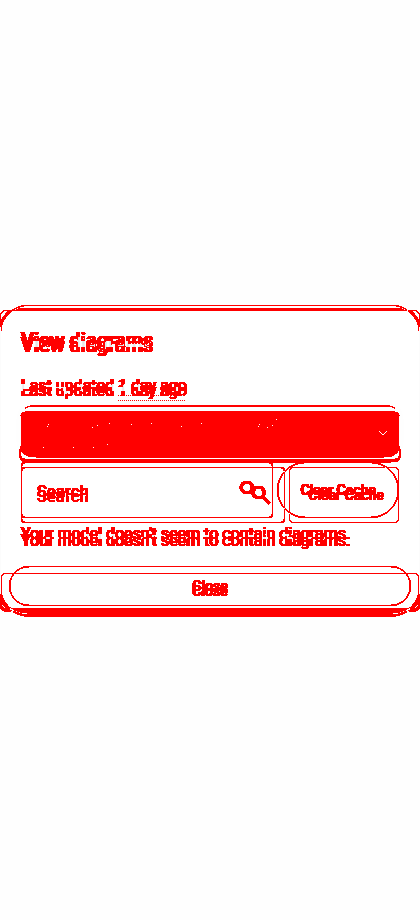 View diagrams
Last updated 1 day ago
Search
Clear Cache
Your model doesn't seem to contain diagrams.
Close